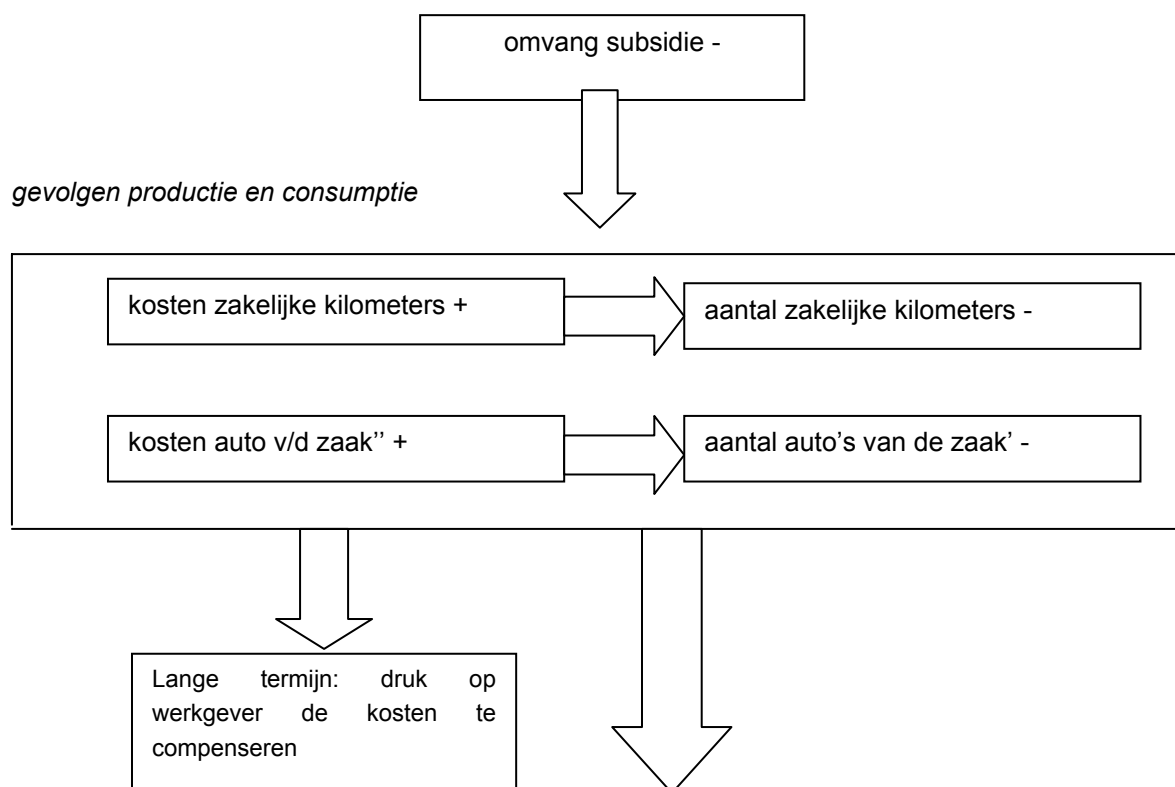 omvang subsidie -
gevolgen productie en consumptie
kosten zakelijke kilometers +
aantal zakelijke kilometers -
kosten auto v/d zaak'' +
aantal auto's van de zaak' -
Lange termijn: druk op
werkgever de kosten te
compenseren